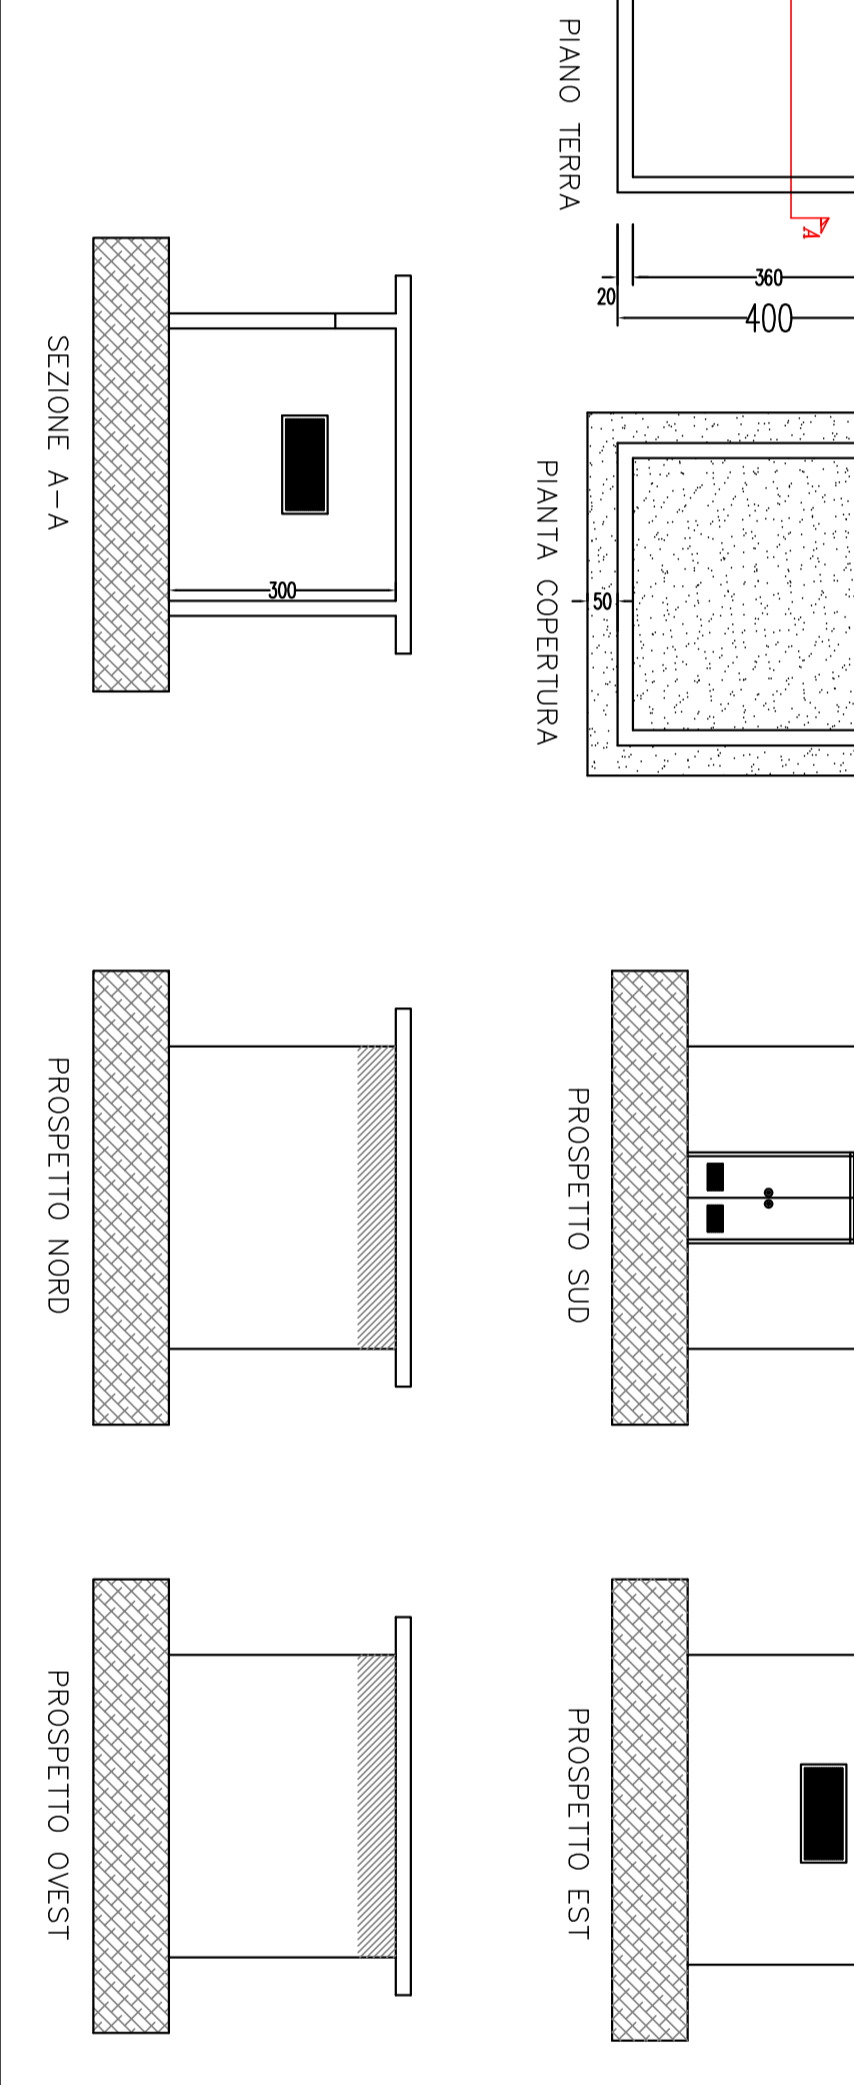 PIANO TERRA
A
360
20
400
PIANTA COPERTURA
50
SEZIONE A-A
300
PROSPETTO SUD
PROSPETTO NORD
PROSPETTO EST
PROSPETTO OVEST